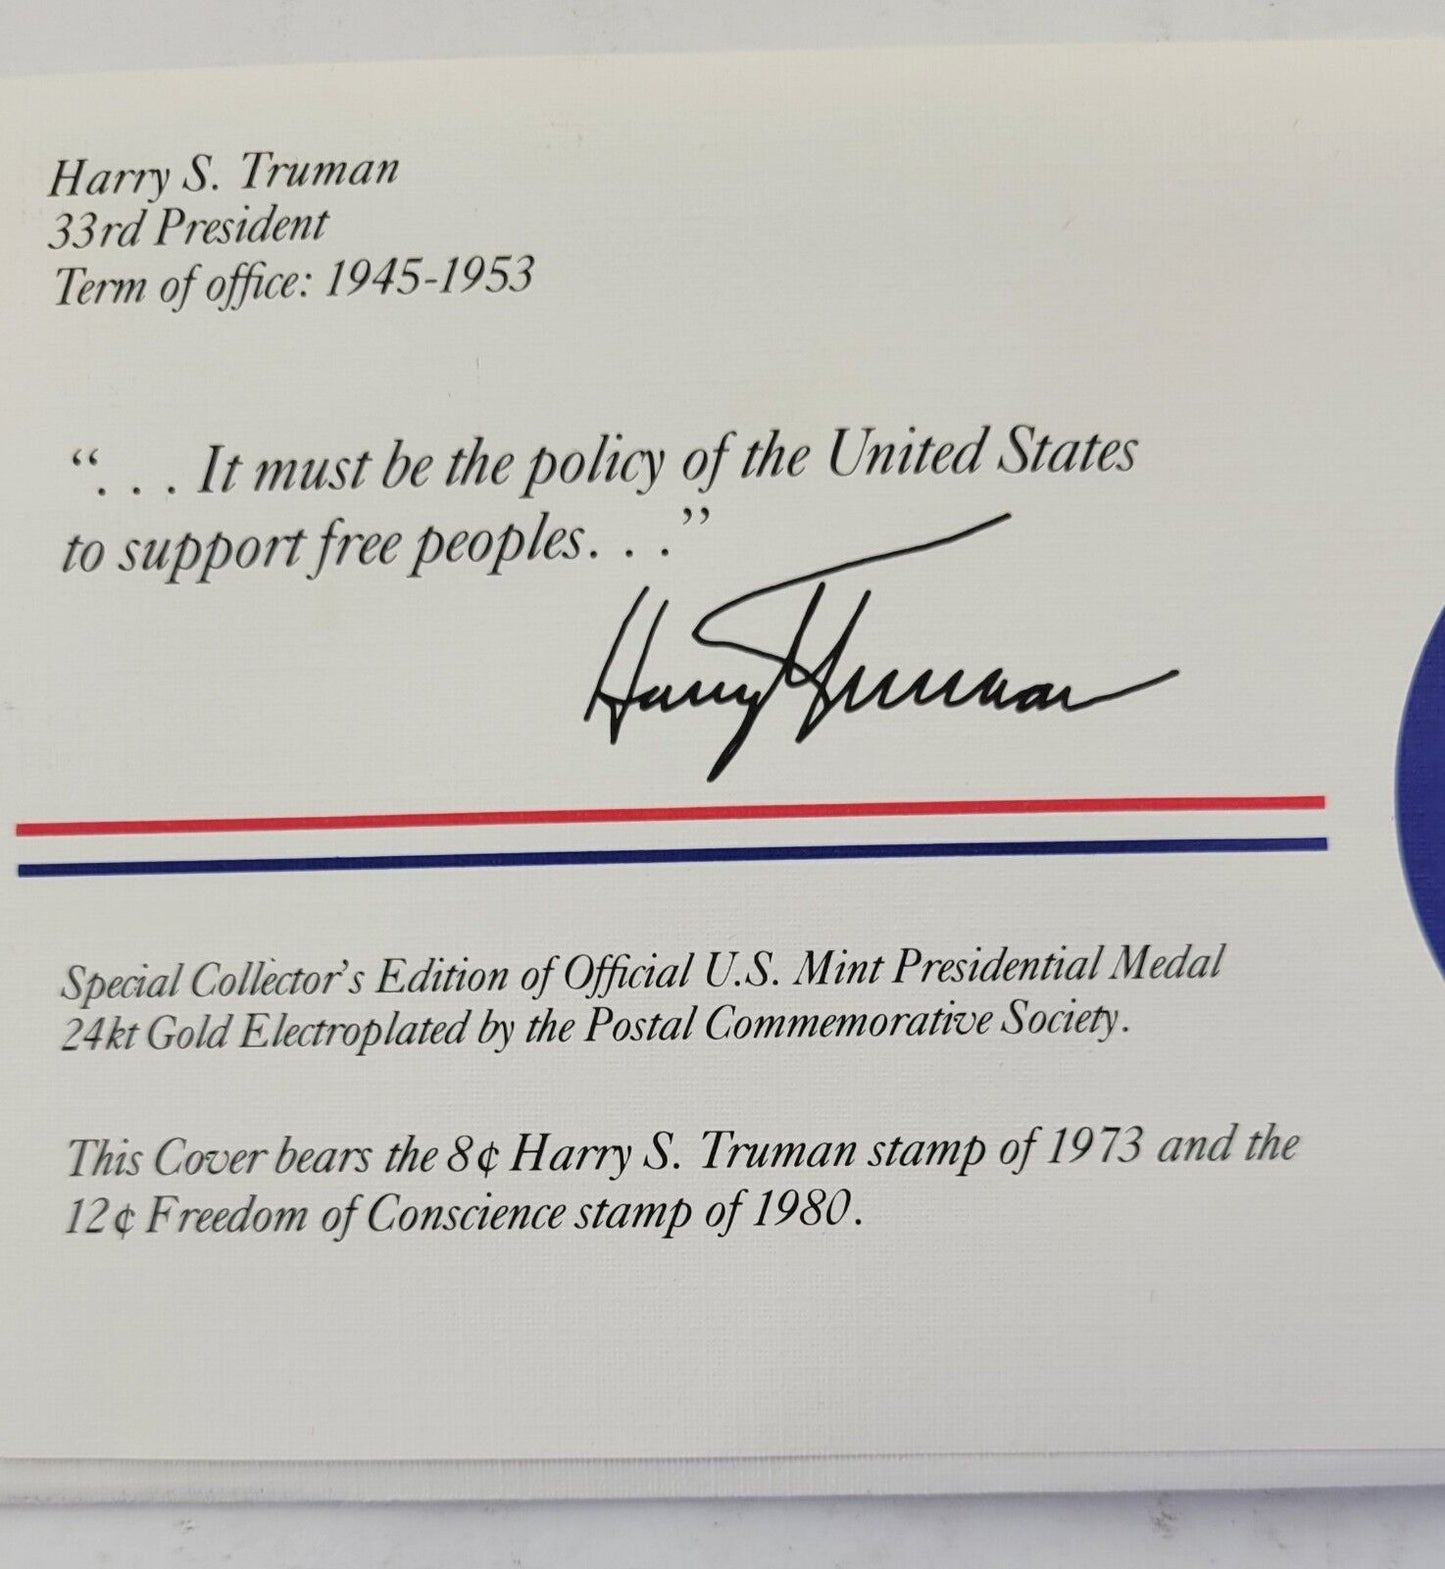 Harry S. Truman
33rd President
Term of office: 1945-1953
“. . . It must be the policy of the United States
to support free peoples. . .”
Harry Truman
Special Collector's Edition of Official U.S. Mint Presidential Medal
24kt Gold Electroplated by the Postal Commemorative Society.
This Cover bears the 8¢ Harry S. Truman stamp of 1973 and the
12¢ Freedom of Conscience stamp of 1980.